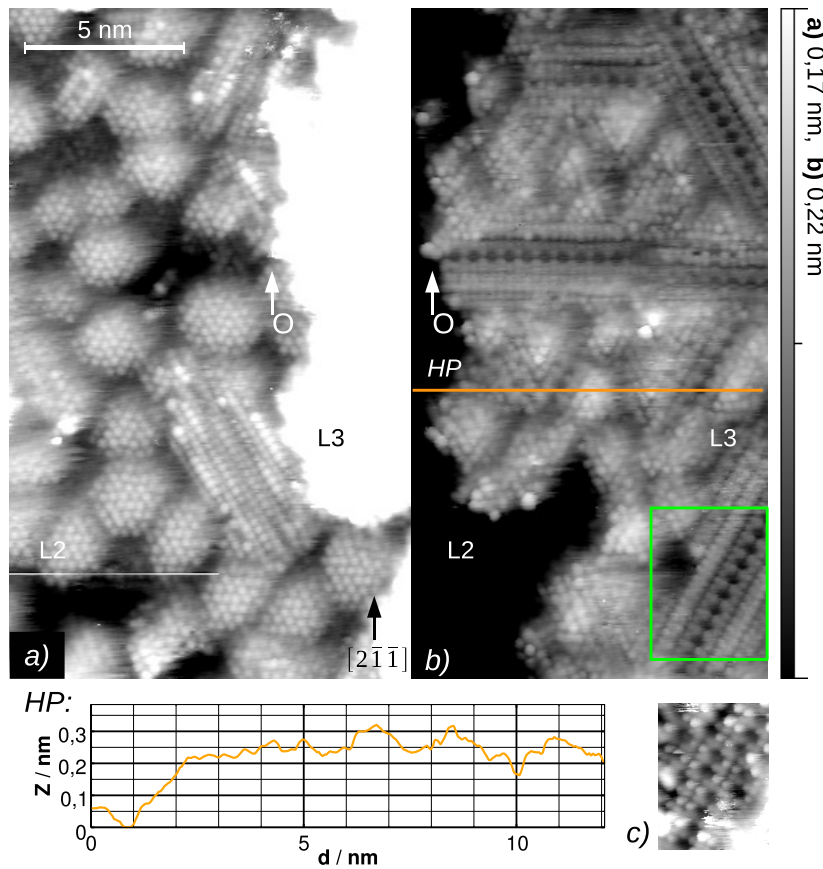 5 nm
O
L3
L2
[2 1̅ 1̅]
a)
O
HP
L3
L2
b)
a) 0,17 nm, b) 0,22 nm
HP:
Z / nm
0,3
0,2
0,1
0
0
5
10
d / nm
c)